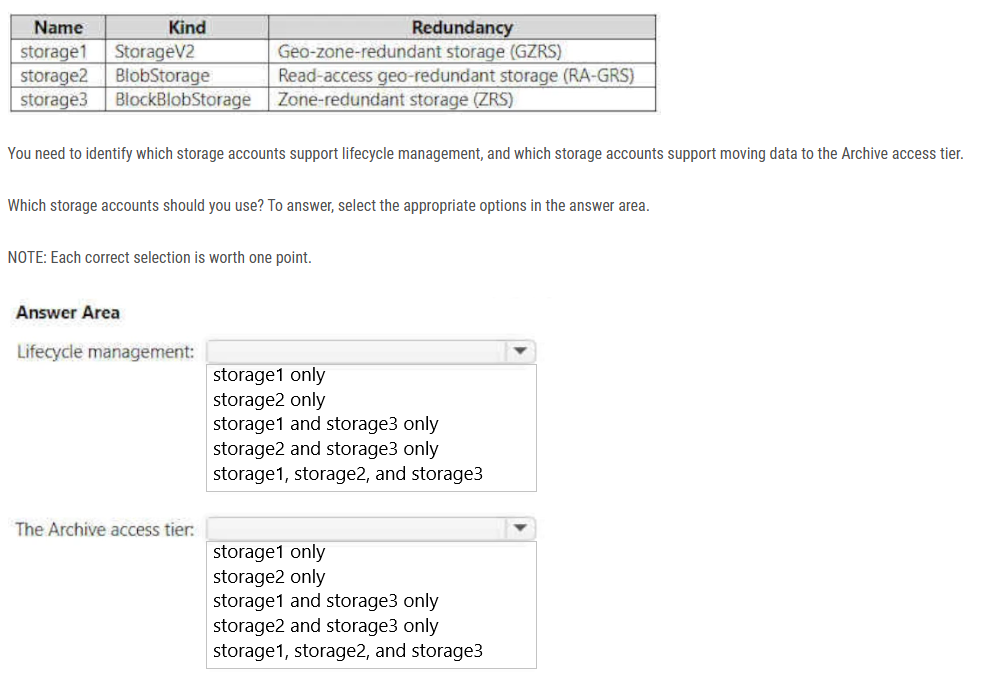 Name Kind Redundancy
storage1 StorageV2 Geo-zone-redundant storage (GZRS)
storage2 BlobStorage Read-access geo-redundant storage (RA-GRS)
storage3 BlockBlobStorage Zone-redundant storage (ZRS)
You need to identify which storage accounts support lifecycle management, and which storage accounts support moving data to the Archive access tier.
Which storage accounts should you use? To answer, select the appropriate options in the answer area.
NOTE: Each correct selection is worth one point.
Answer Area
Lifecycle management:
storage1 only
storage2 only
storage1 and storage3 only
storage2 and storage3 only
storage1, storage2, and storage3
The Archive access tier:
storage1 only
storage2 only
storage1 and storage3 only
storage2 and storage3 only
storage1, storage2, and storage3